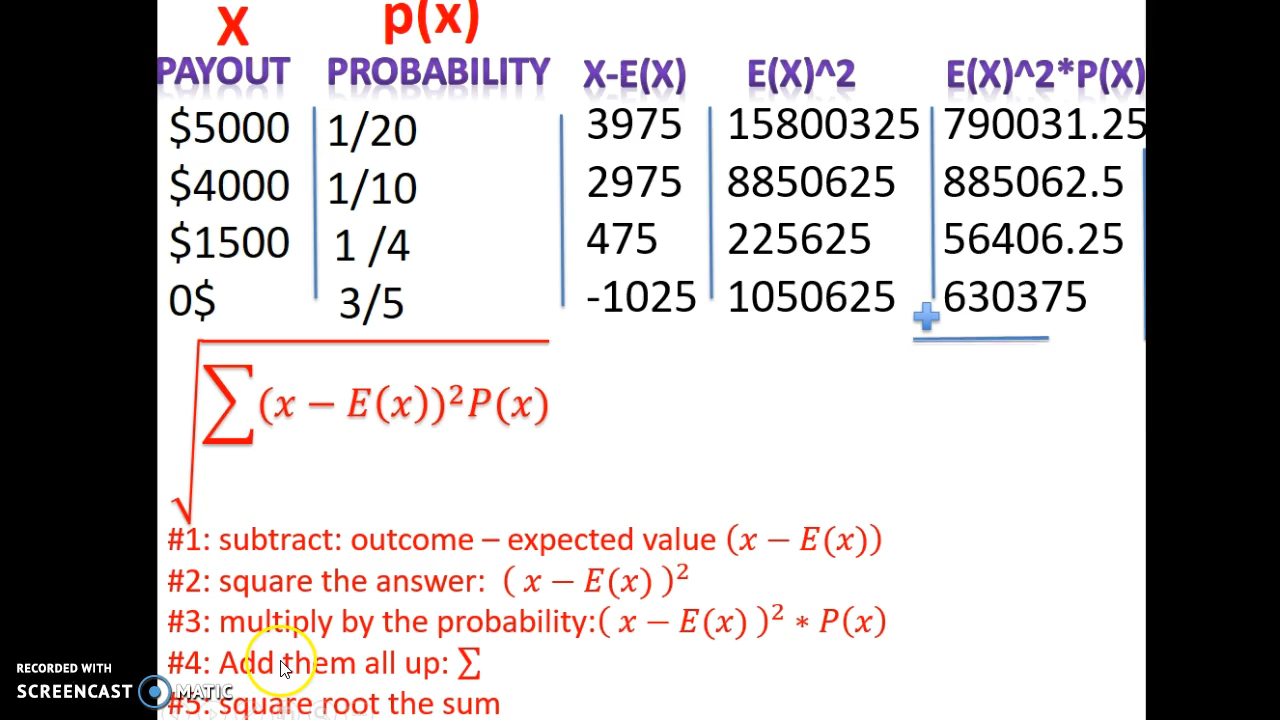 X p(x)
PAYOUT PROBABILITY X-E(X) E(X)^2 E(X)^2*P(X)
$5000 1/20 3975 15800325 790031.25
$4000 1/10 2975 8850625 885062.5
$1500 1 /4 475 225625 56406.25
0$ 3/5 -1025 1050625 630375
√∑(x − E(x))²P(x)
#1: subtract: outcome – expected value (x − E(x))
#2: square the answer: ( x − E(x) )²
#3: multiply by the probability:( x − E(x) )² ∗ P(x)
#4: Add them all up: ∑
#5: square root the sum
RECORDED WITH
SCREENCAST MATIC